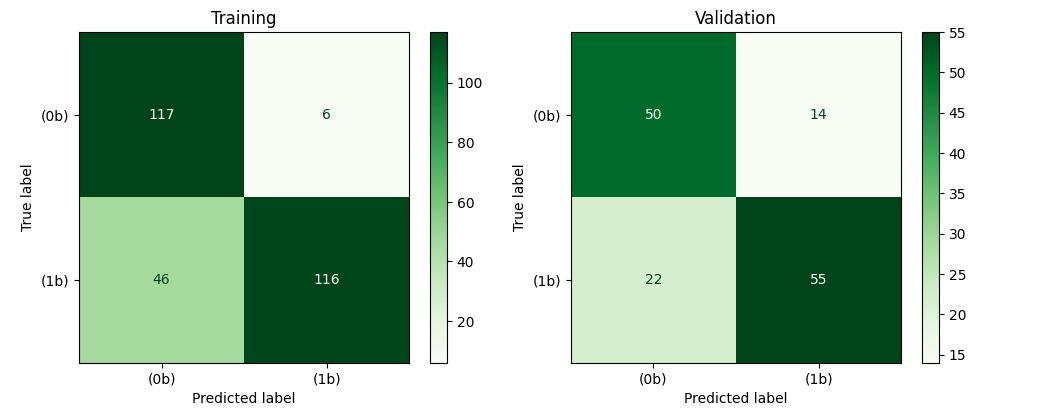 Training
Validation
(0b)
117
6
100
80
60
40
20
(1b)
46
116
True label
(0b)
(1b)
Predicted label
(0b)
50
14
55
50
45
40
35
30
25
20
15
(1b)
22
55
True label
(0b)
(1b)
Predicted label